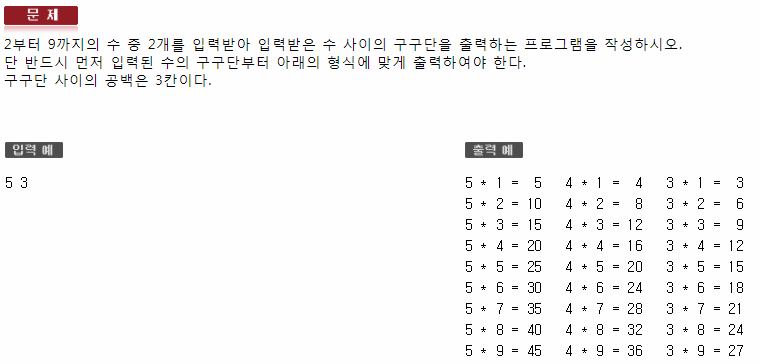 문 제
2부터 9까지의 수 중 2개를 입력받아 입력받은 수 사이의 구구단을 출력하는 프로그램을 작성하시오.
단 반드시 먼저 입력된 수의 구구단부터 아래의 형식에 맞게 출력하여야 한다.
구구단 사이의 공백은 3칸이다.
입력 예
5 3
출력 예
5 * 1 =  5   4 * 1 =  4   3 * 1 =  3
5 * 2 = 10   4 * 2 =  8   3 * 2 =  6
5 * 3 = 15   4 * 3 = 12   3 * 3 =  9
5 * 4 = 20   4 * 4 = 16   3 * 4 = 12
5 * 5 = 25   4 * 5 = 20   3 * 5 = 15
5 * 6 = 30   4 * 6 = 24   3 * 6 = 18
5 * 7 = 35   4 * 7 = 28   3 * 7 = 21
5 * 8 = 40   4 * 8 = 32   3 * 8 = 24
5 * 9 = 45   4 * 9 = 36   3 * 9 = 27